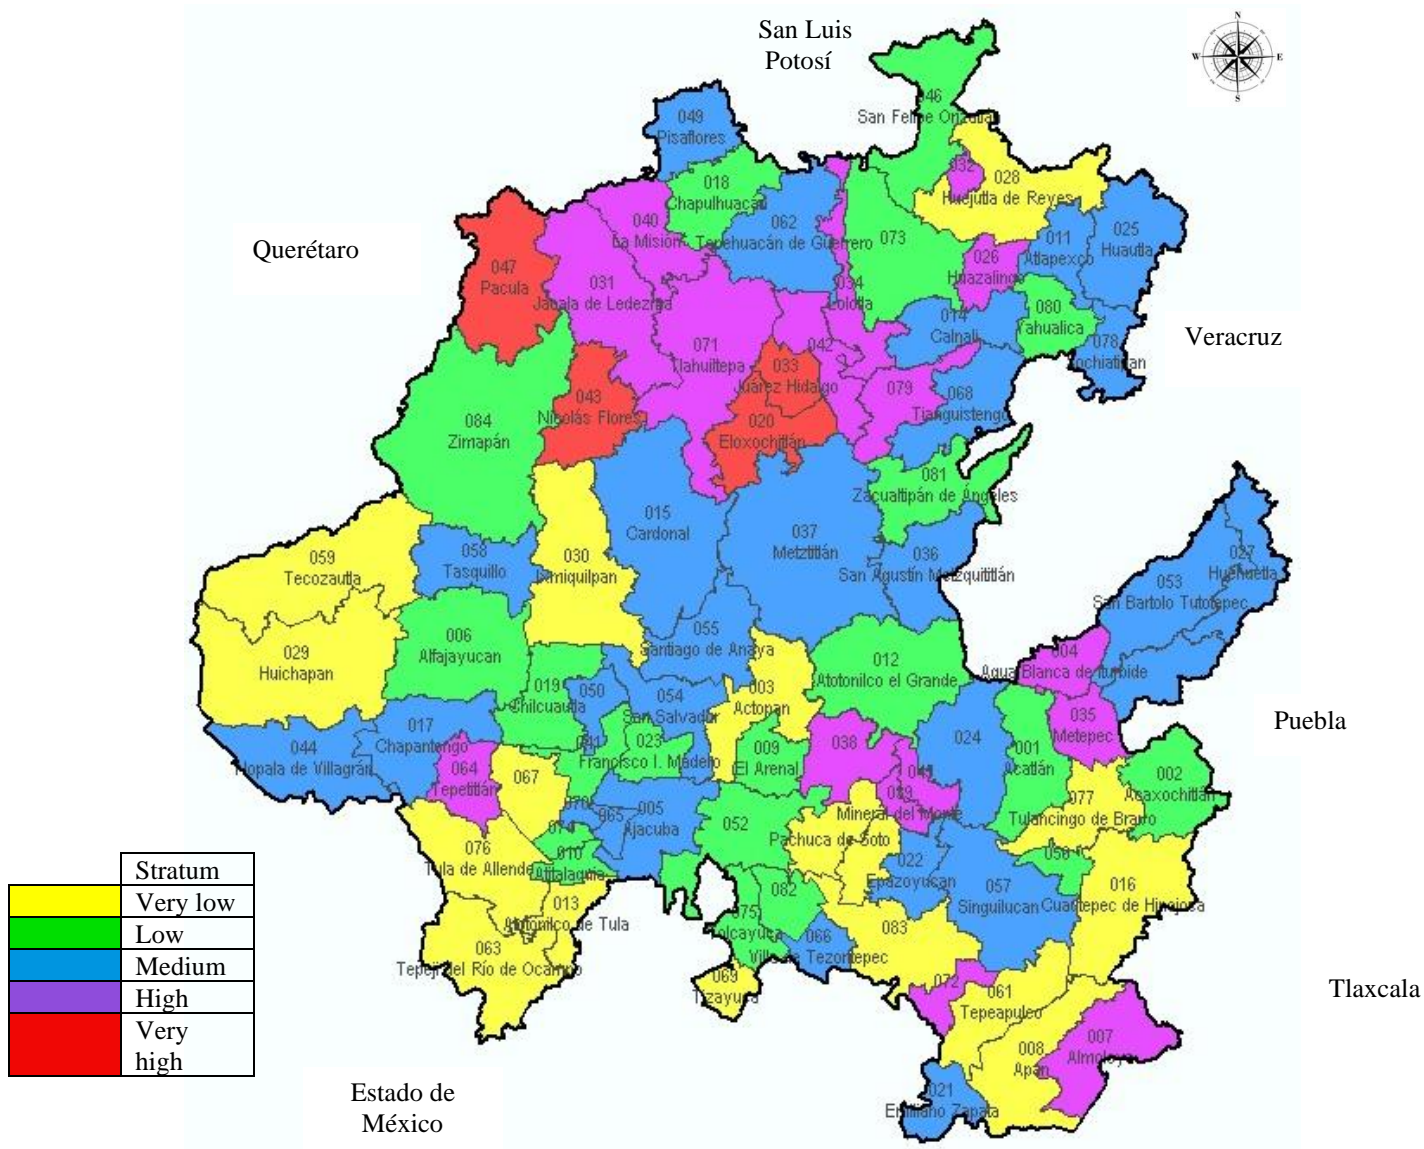 San Luis
Potosí
N
W
E
S
046
049
Pisaflores
032
028
Huejutla de Reyes
018
Chapulhuacán
047
Pacula
040
La Misión
062
Tepehuacán de Guerrero
073
011
Atlapexco
025
Huautla
Querétaro
026
Huazalingo
031
Jacala de Ledezma
034
Lolotla
014
Calnali
080
Yahualica
Veracruz
078
Xochiatipan
071
Tlahuiltepa
042
033
Juárez Hidalgo
079
068
Tianguistengo
043
Nicolás Flores
020
Eloxochitlán
084
Zimapán
081
Zacualtipán de Ángeles
015
Cardonal
037
Metztitlán
036
San Agustín Metzquititlán
059
Tecozautla
058
Tasquillo
030
Ixmiquilpan
027
Huehuetla
053
San Bartolo Tutotepec
029
Huichapan
006
Alfajayucan
055
Santiago de Anaya
012
Atotonilco el Grande
004
Agua Blanca de Iturbide
019
Chilcuautla
050
054
San Salvador
003
Actopan
035
Metepec
Puebla
044
Nopala de Villagrán
017
Chapantongo
064
Tepetitlán
067
041
023
Francisco I. Madero
009
El Arenal
038
045
039
Mineral del Monte
024
001
Acatlán
002
Acaxochitlán
077
Tulancingo de Bravo
070
065
005
Ajacuba
052
Pachuca de Soto
074
010
Atitalaquia
076
Tula de Allende
022
Epazoyucan
057
Singuilucan
056
016
Cuautepec de Hinojosa
013
Atotonilco de Tula
063
Tepeji del Río de Ocampo
082
075
Tolcayuca
066
Villa de Tezontepec
083
069
Tizayuca
072
061
Tepeapulco
Tlaxcala
007
Almoloya
008
Apan
021
Emiliano Zapata
Stratum
Very low
Low
Medium
High
Very
high
Estado de
México